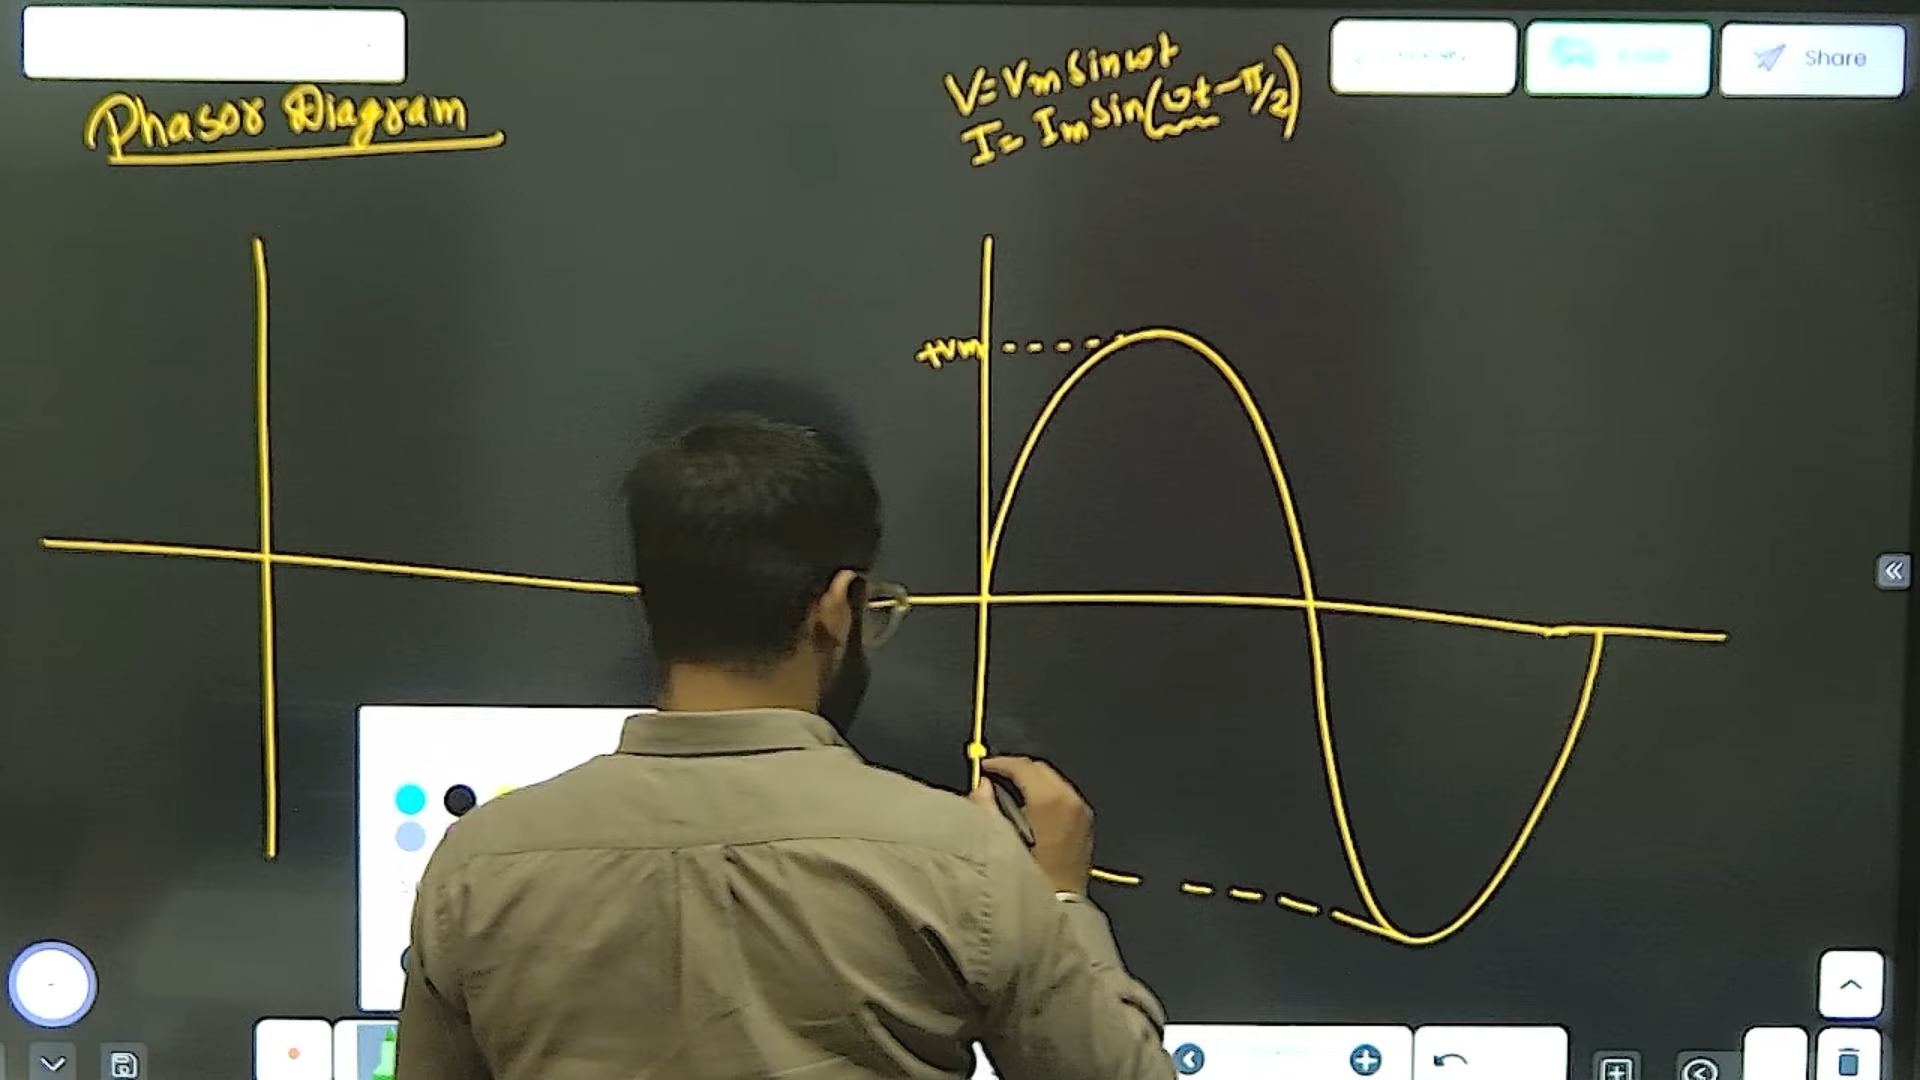 Phasor Diagram
V=Vm sinωt
I= Im sin(ωt-π/2)
Share
+Vm